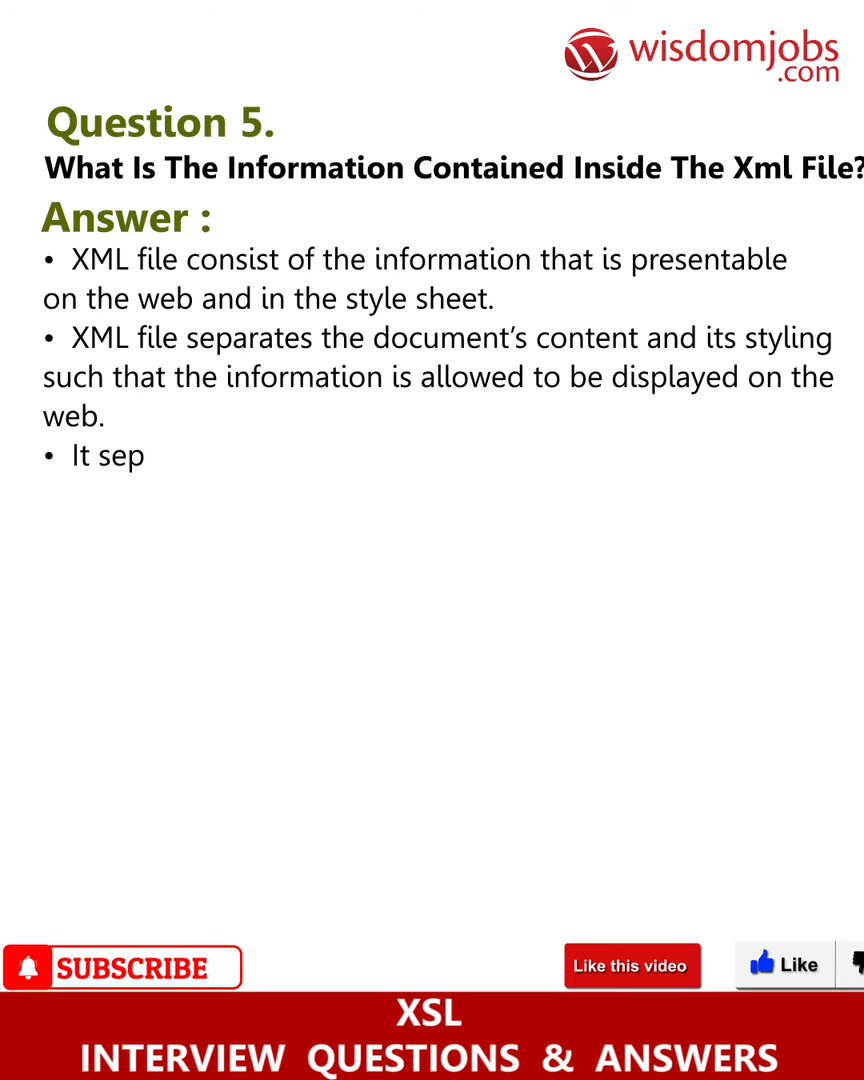 wisdomjobs
.com
Question 5.
What Is The Information Contained Inside The Xml File?
Answer :
• XML file consist of the information that is presentable
on the web and in the style sheet.
• XML file separates the document’s content and its styling
such that the information is allowed to be displayed on the
web.
• It sep
SUBSCRIBE
Like this video
Like
XSL
INTERVIEW QUESTIONS & ANSWERS